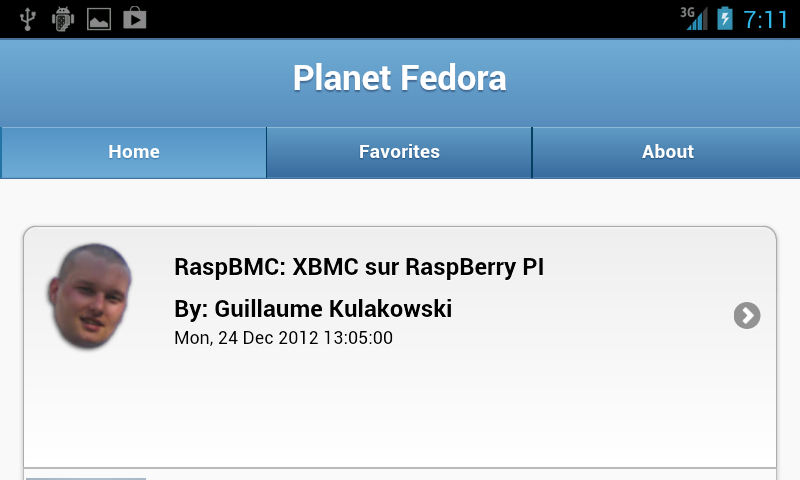 3G 7:11
Planet Fedora
Home Favorites About
RaspBMC: XBMC sur RaspBerry PI
By: Guillaume Kulakowski
Mon, 24 Dec 2012 13:05:00